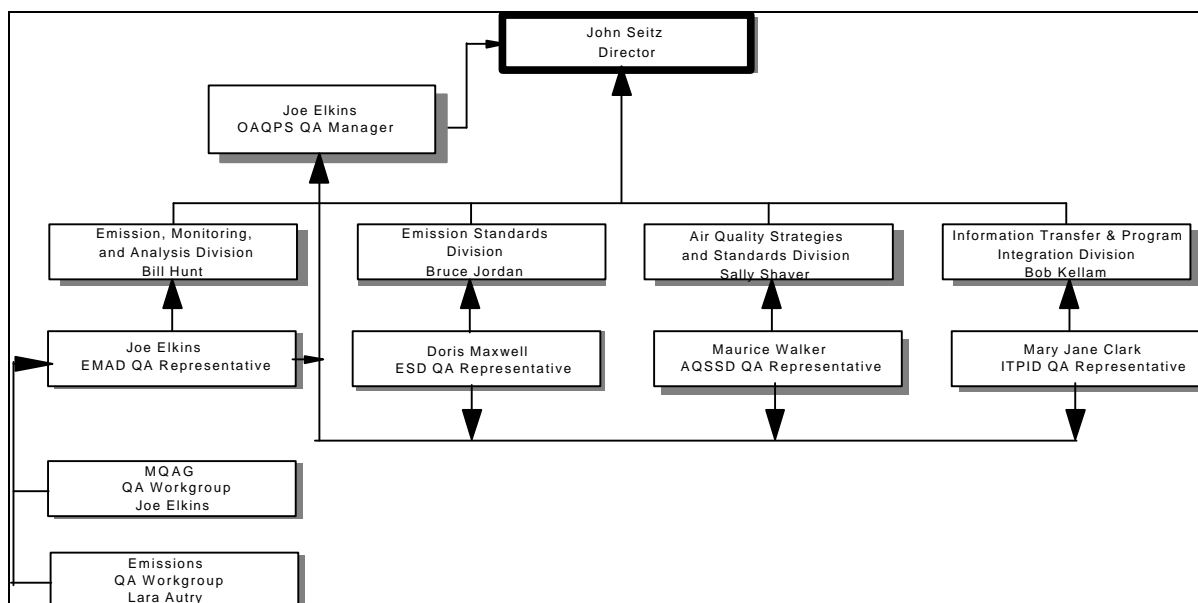 John Seitz
Director
Joe Elkins
OAQPS QA Manager
Emission, Monitoring,
and Analysis Division
Bill Hunt
Emission Standards
Division
Bruce Jordan
Air Quality Strategies
and Standards Division
Sally Shaver
Information Transfer & Program
Integration Division
Bob Kellam
Joe Elkins
EMAD QA Representative
Doris Maxwell
ESD QA Representative
Maurice Walker
AQSSD QA Representative
Mary Jane Clark
ITPID QA Representative
MQAG
QA Workgroup
Joe Elkins
Emissions
QA Workgroup
Lara Autry